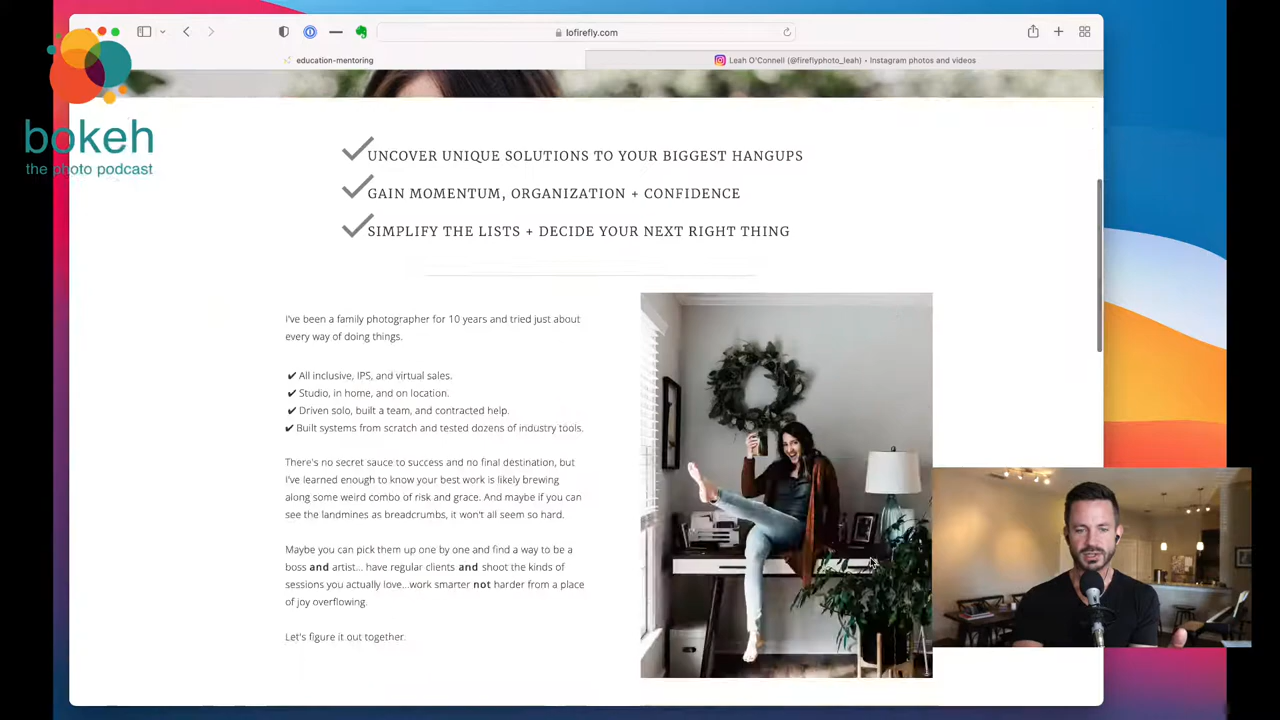 lofirefly.com
education-mentoring
Leah O'Connell (@fireflyphoto_leah) • Instagram photos and videos
bokeh
the photo podcast
UNCOVER UNIQUE SOLUTIONS TO YOUR BIGGEST HANGUPS
GAIN MOMENTUM, ORGANIZATION + CONFIDENCE
SIMPLIFY THE LISTS + DECIDE YOUR NEXT RIGHT THING
I've been a family photographer for 10 years and tried just about
every way of doing things.
✔ All inclusive, IPS, and virtual sales.
✔ Studio, in home, and on location.
✔ Driven solo, built a team, and contracted help.
✔ Built systems from scratch and tested dozens of industry tools.
There's no secret sauce to success and no final destination, but
I've learned enough to know your best work is likely brewing
along some weird combo of risk and grace. And maybe if you can
see the landmines as breadcrumbs, it won't all seem so hard.
Maybe you can pick them up one by one and find a way to be a
boss and artist... have regular clients and shoot the kinds of
sessions you actually love...work smarter not harder from a place
of joy overflowing.
Let's figure it out together.